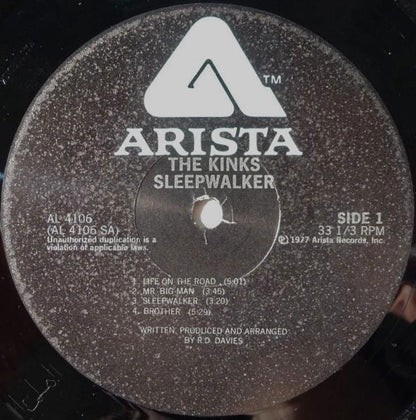 TM
ARISTA
THE KINKS
SLEEPWALKER
AL 4106
(AL 4106 SA)
Unauthorized duplication is a
violation of applicable laws.
SIDE 1
33 1/3 RPM
℗ 1977 Arista Records, Inc.
1. LIFE ON THE ROAD (5:01)
2. MR. BIG MAN (3:45)
3. SLEEPWALKER (3:20)
4. BROTHER (5:29)
WRITTEN, PRODUCED AND ARRANGED
BY R.D. DAVIES